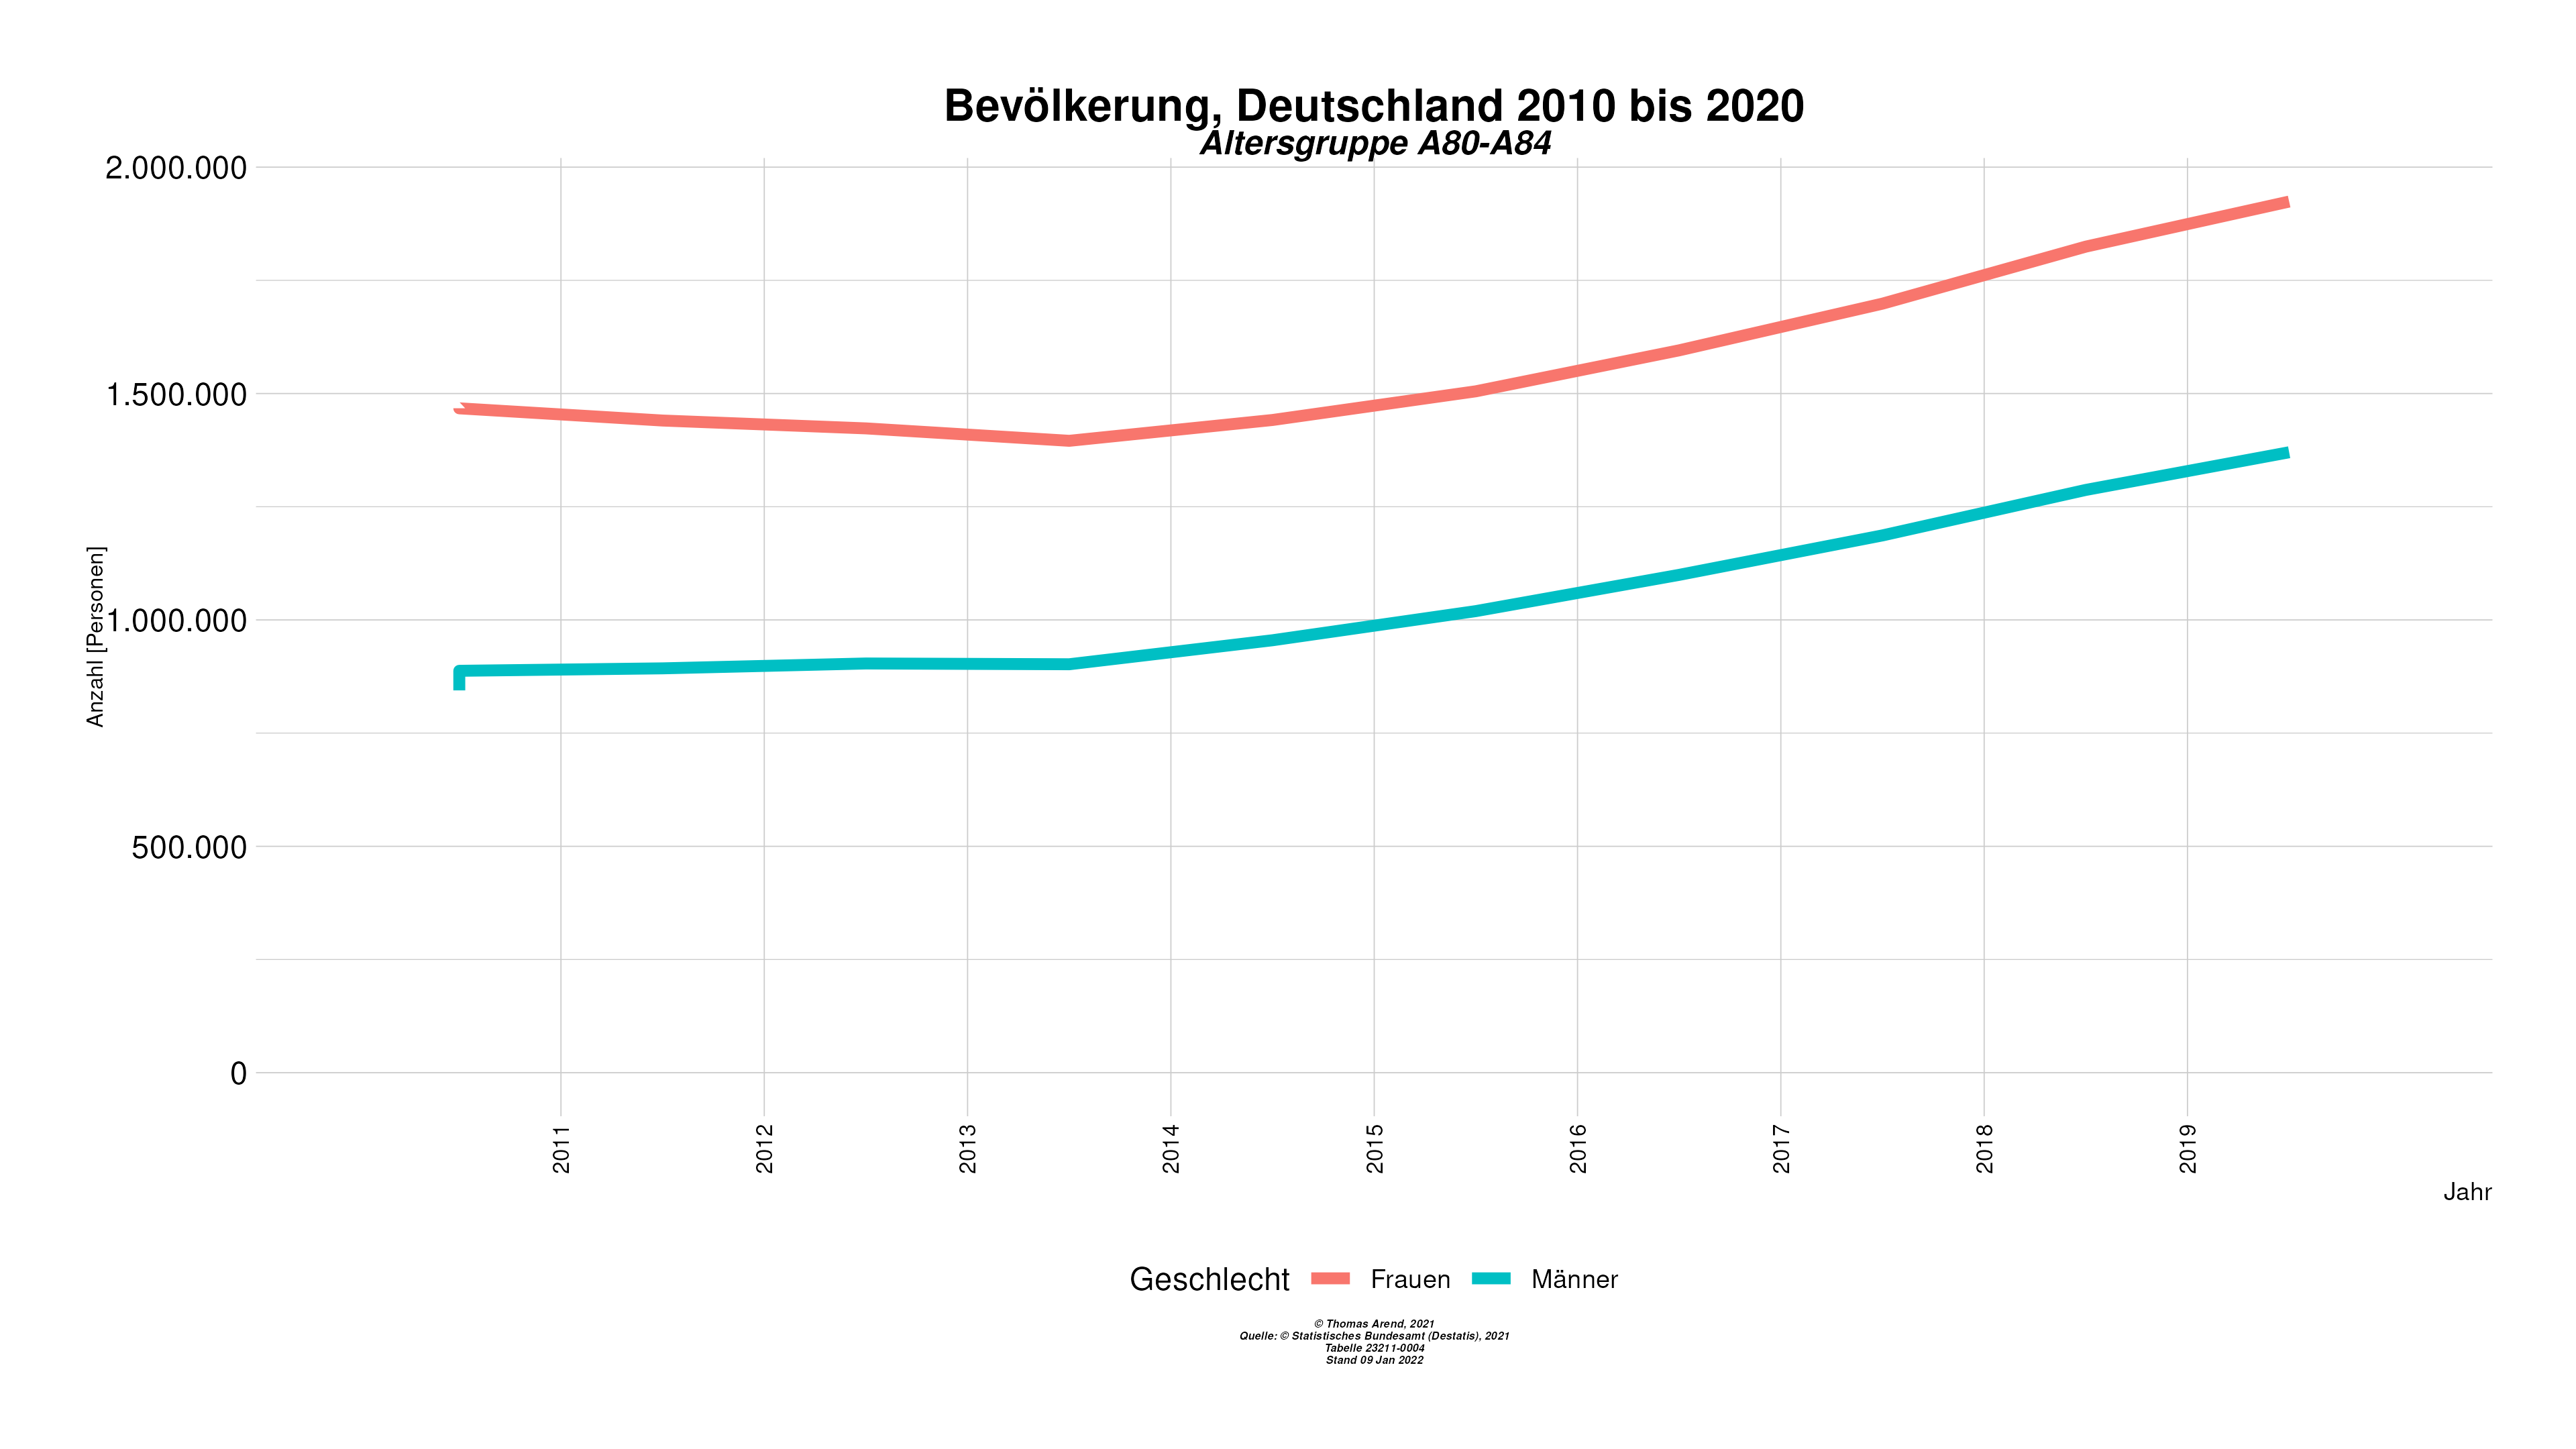 Bevölkerung, Deutschland 2010 bis 2020
Altersgruppe A80-A84
2.000.000
1.500.000
1.000.000
500.000
0
Anzahl [Personen]
2011
2012
2013
2014
2015
2016
2017
2018
2019
Jahr
Geschlecht Frauen Männer
© Thomas Arend, 2021
Quelle: © Statistisches Bundesamt (Destatis), 2021
Tabelle 23211-0004
Stand 09 Jan 2022